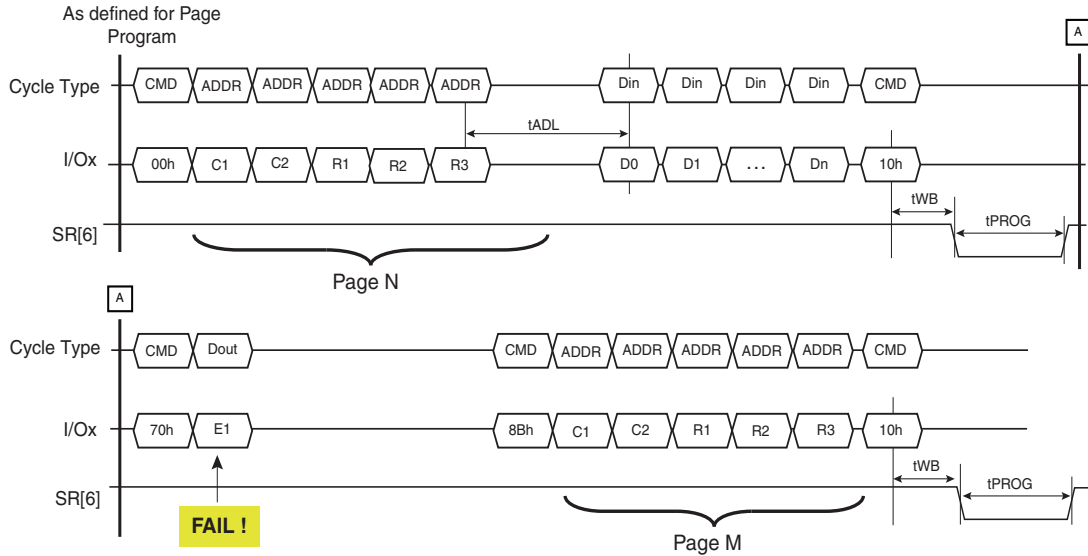 As defined for Page
Program
A
Cycle Type
CMD ADDR ADDR ADDR ADDR ADDR Din Din Din Din CMD
tADL
I/Ox
00h C1 C2 R1 R2 R3 D0 D1 ... Dn 10h
tWB
tPROG
SR[6]
Page N
A
Cycle Type
CMD Dout CMD ADDR ADDR ADDR ADDR ADDR CMD
I/Ox
70h E1 8Bh C1 C2 R1 R2 R3 10h
tWB
tPROG
SR[6]
FAIL !
Page M